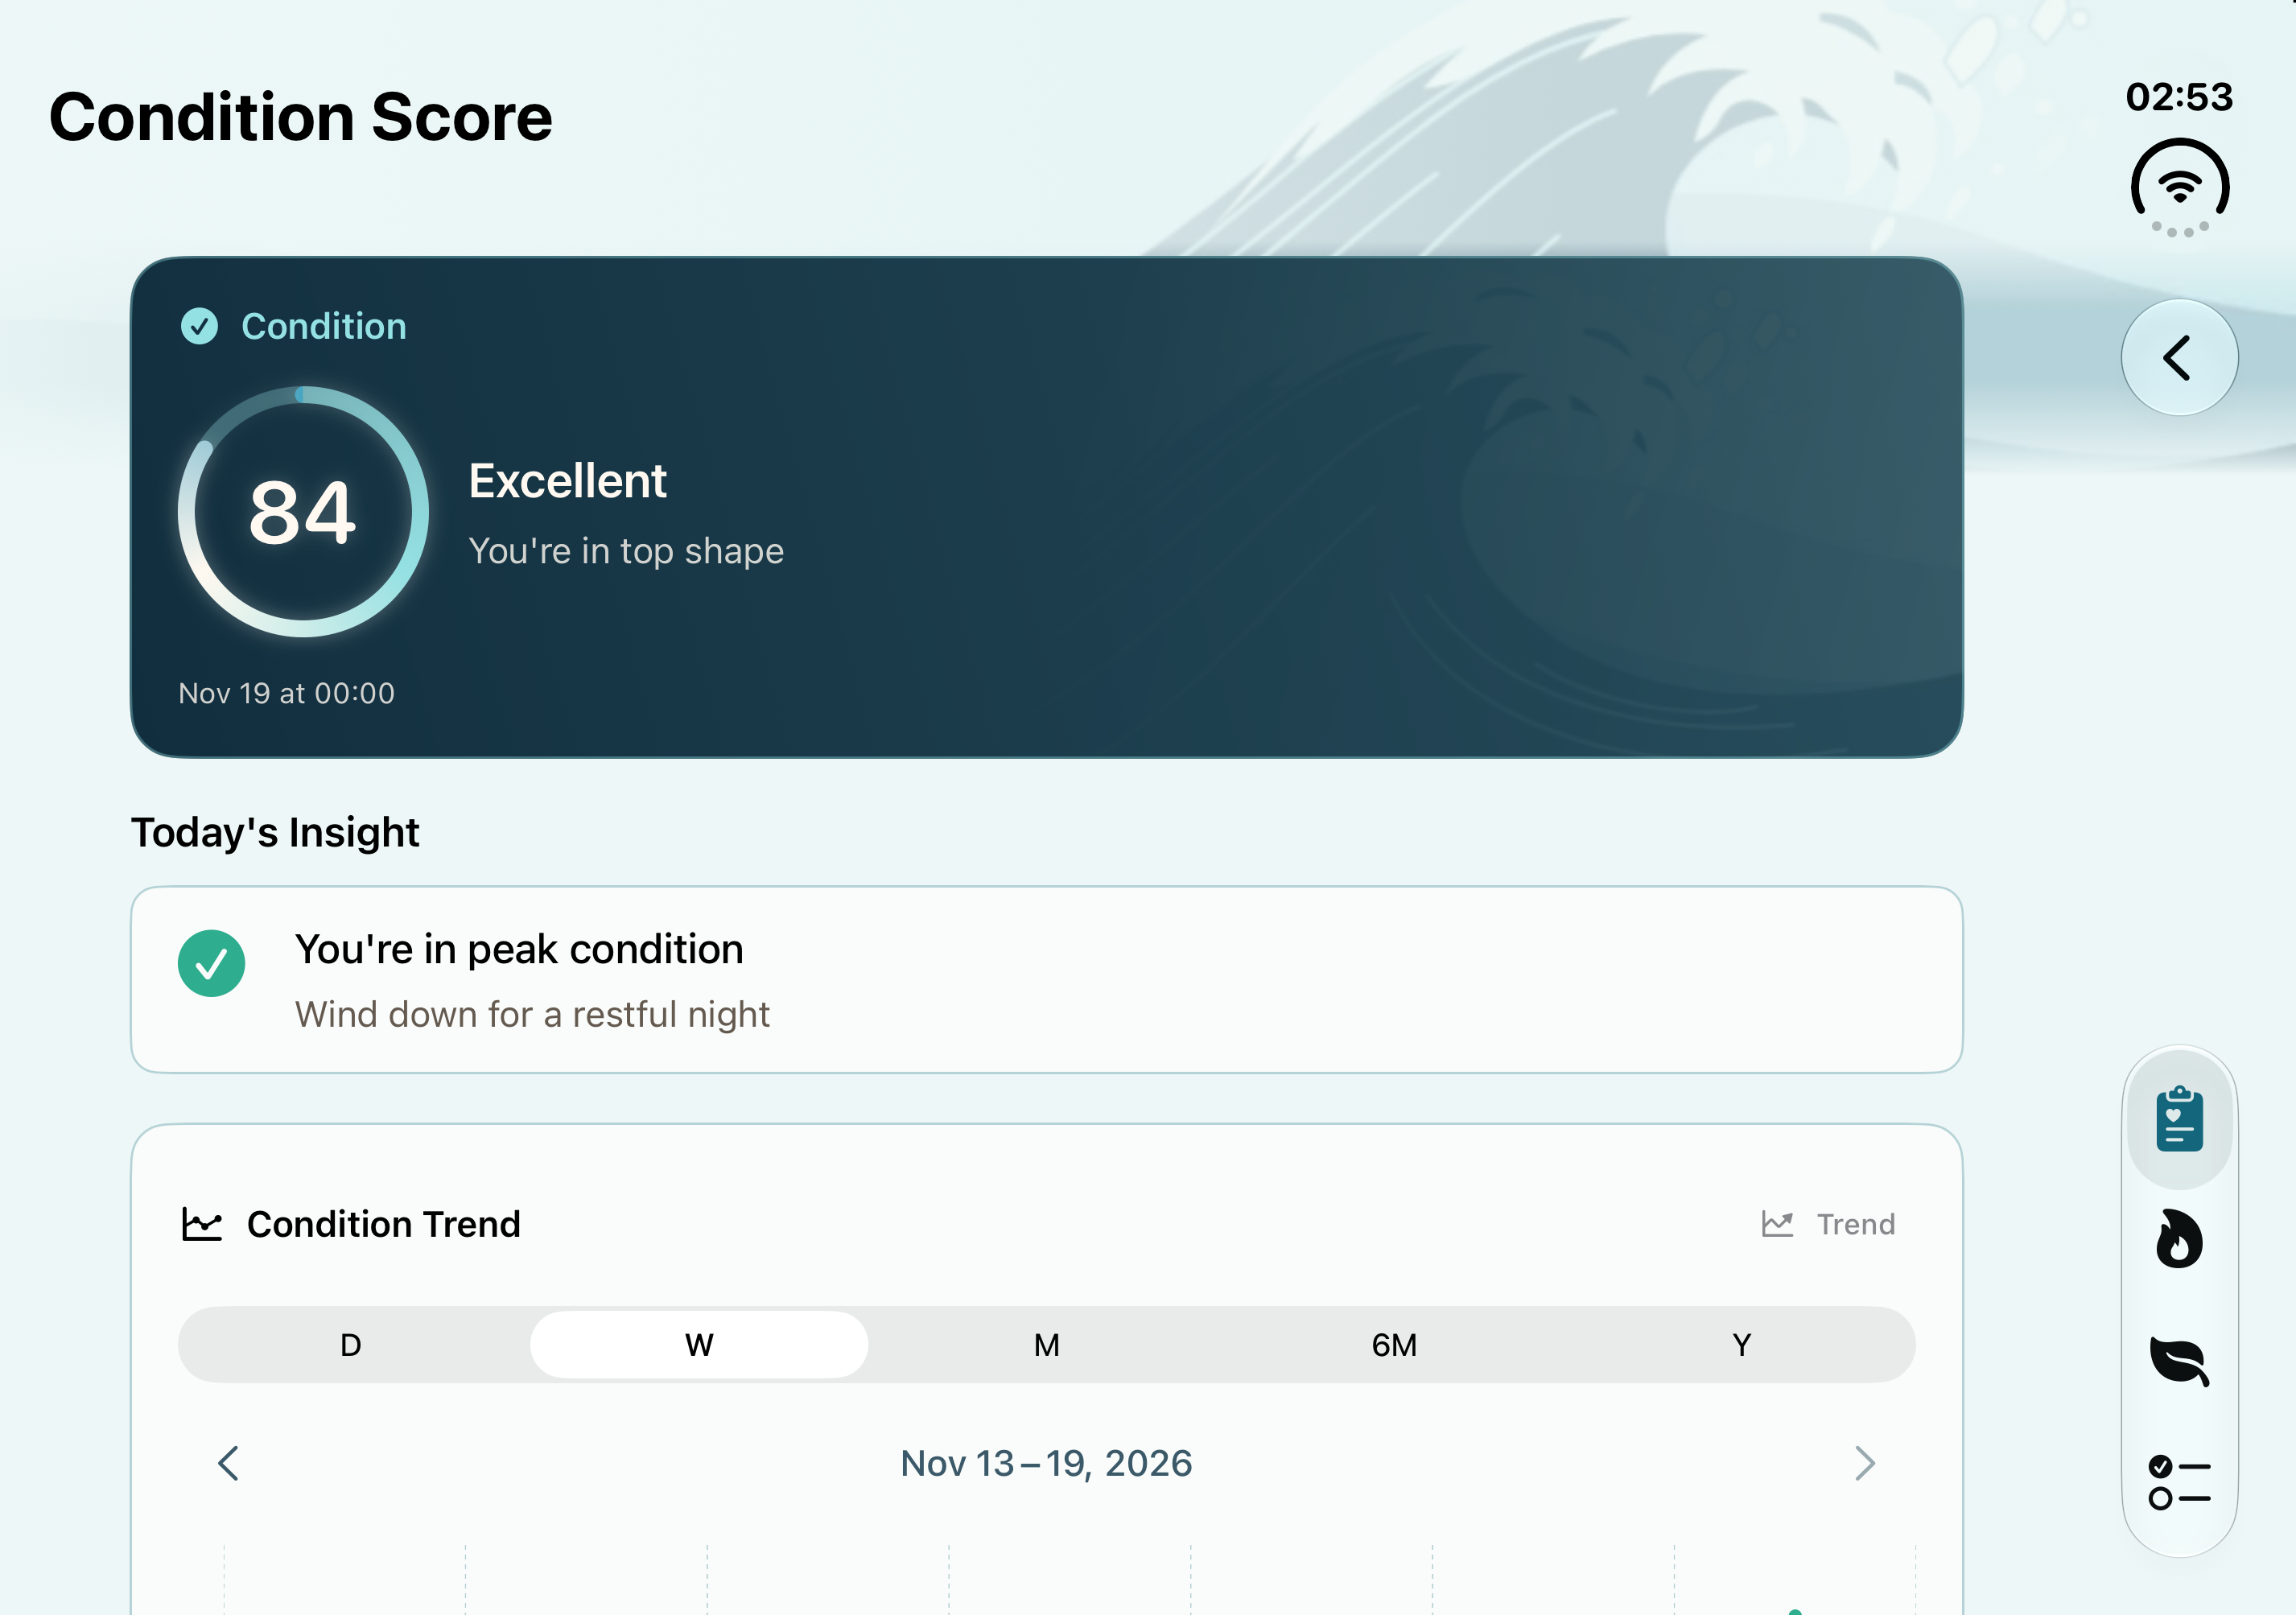 Condition Score
02:53
Condition
84
Excellent
You're in top shape
Nov 19 at 00:00
Today's Insight
You're in peak condition
Wind down for a restful night
Condition Trend
Trend
D W M 6M Y
Nov 13–19, 2026